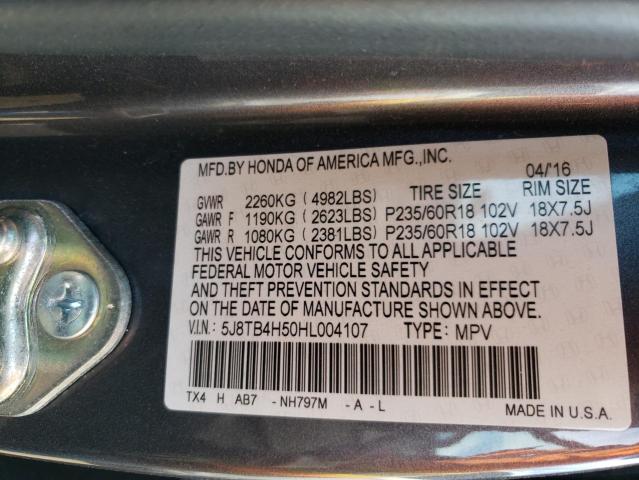 MFD.BY HONDA OF AMERICA MFG.,INC. 04/'16
GVWR 2260KG (4982LBS) TIRE SIZE RIM SIZE
GAWR F 1190KG (2623LBS) P235/60R18 102V 18X7.5J
GAWR R 1080KG (2381LBS) P235/60R18 102V 18X7.5J
THIS VEHICLE CONFORMS TO ALL APPLICABLE
FEDERAL MOTOR VEHICLE SAFETY
AND THEFT PREVENTION STANDARDS IN EFFECT
ON THE DATE OF MANUFACTURE SHOWN ABOVE.
V.I.N.: 5J8TB4H50HL004107 TYPE: MPV
TX4 H AB7 -NH797M -A-L
MADE IN U.S.A.